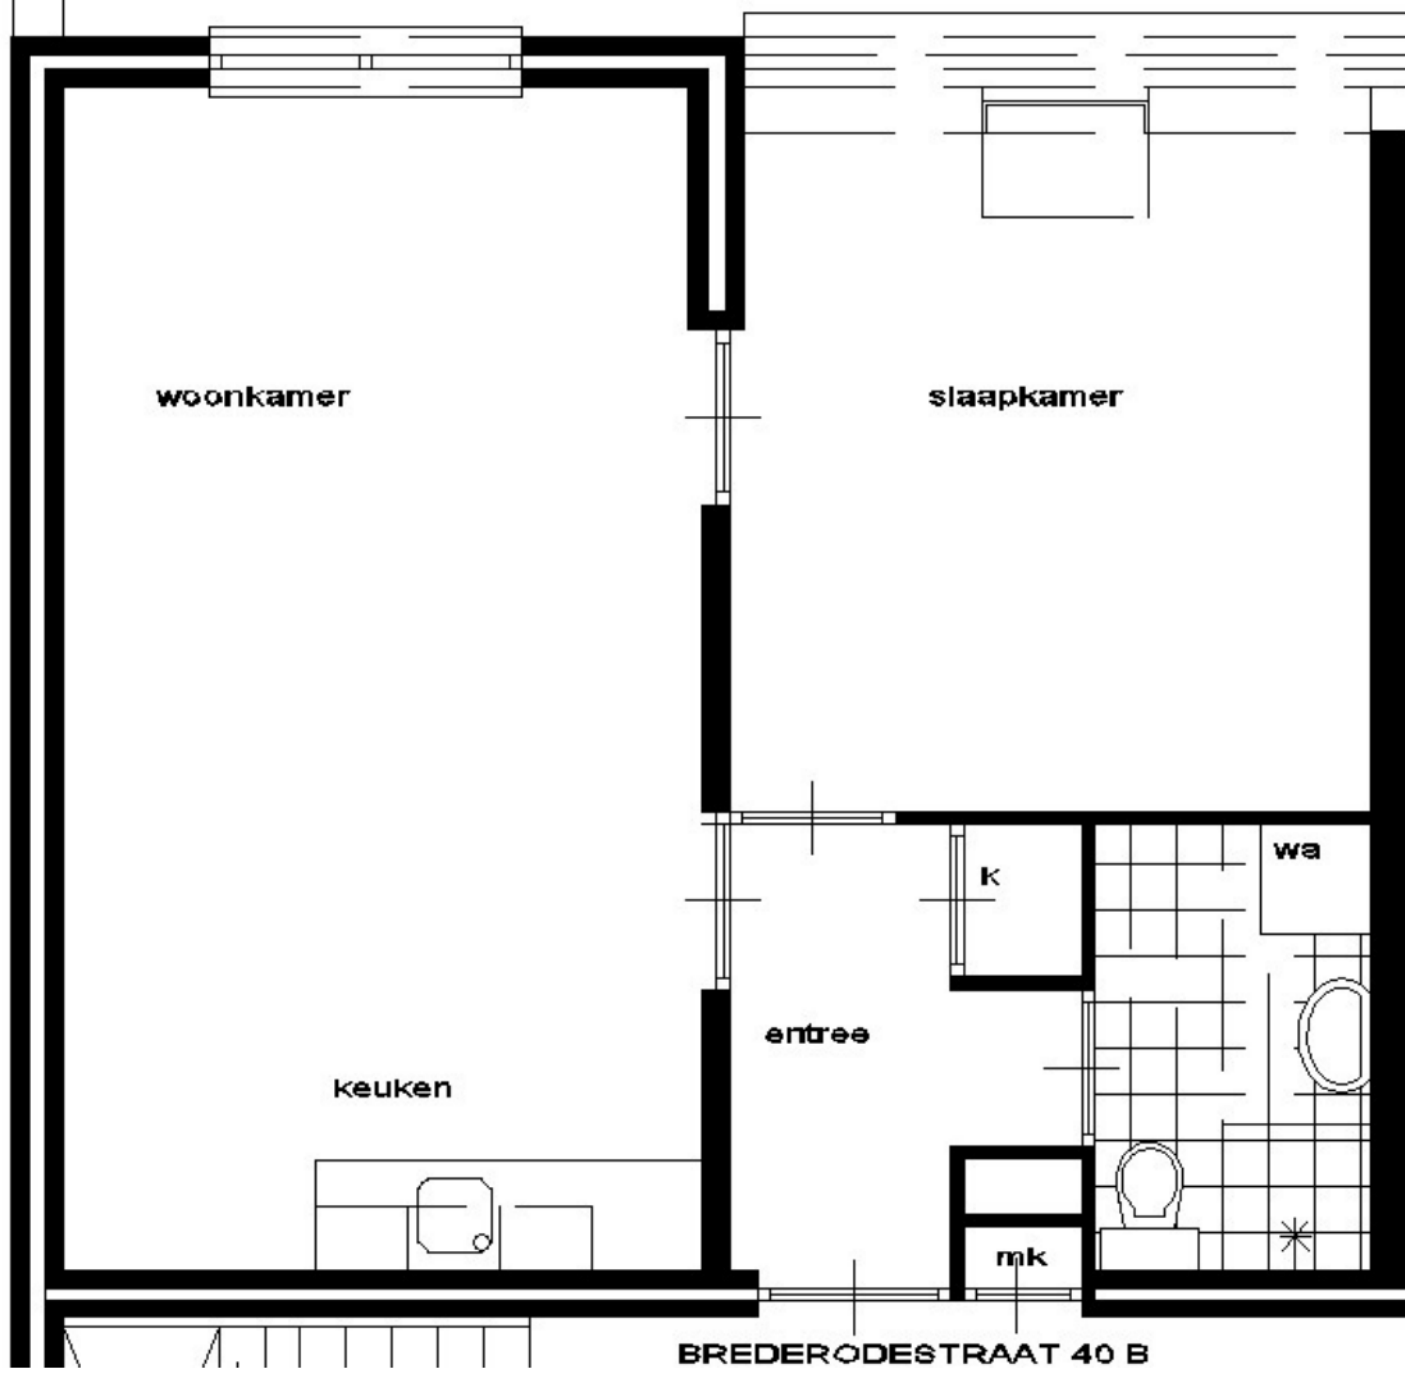 woonkamer
slaapkamer
wa
k
entree
keuken
mk
BREDERODESTRAAT 40 B